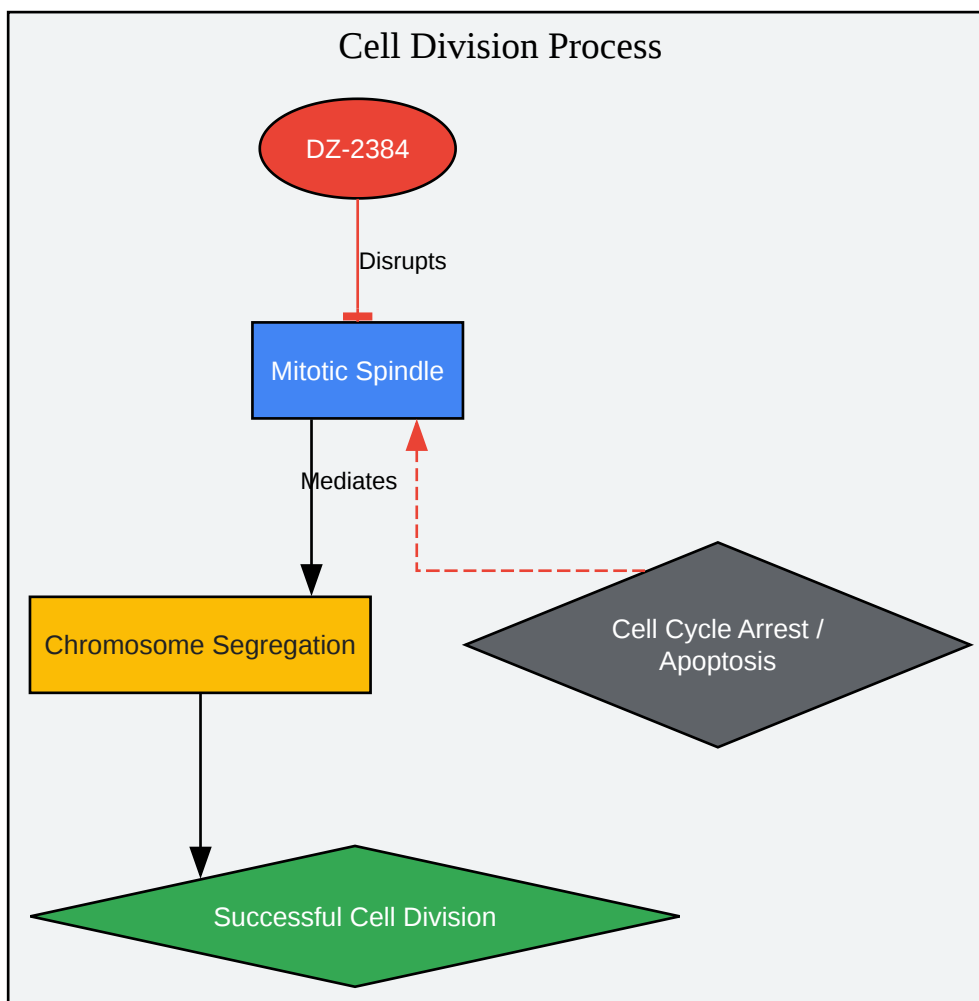 Cell Division Process
DZ-2384
Disrupts
Mitotic Spindle
Mediates
Chromosome Segregation
Cell Cycle Arrest /
Apoptosis
Successful Cell Division